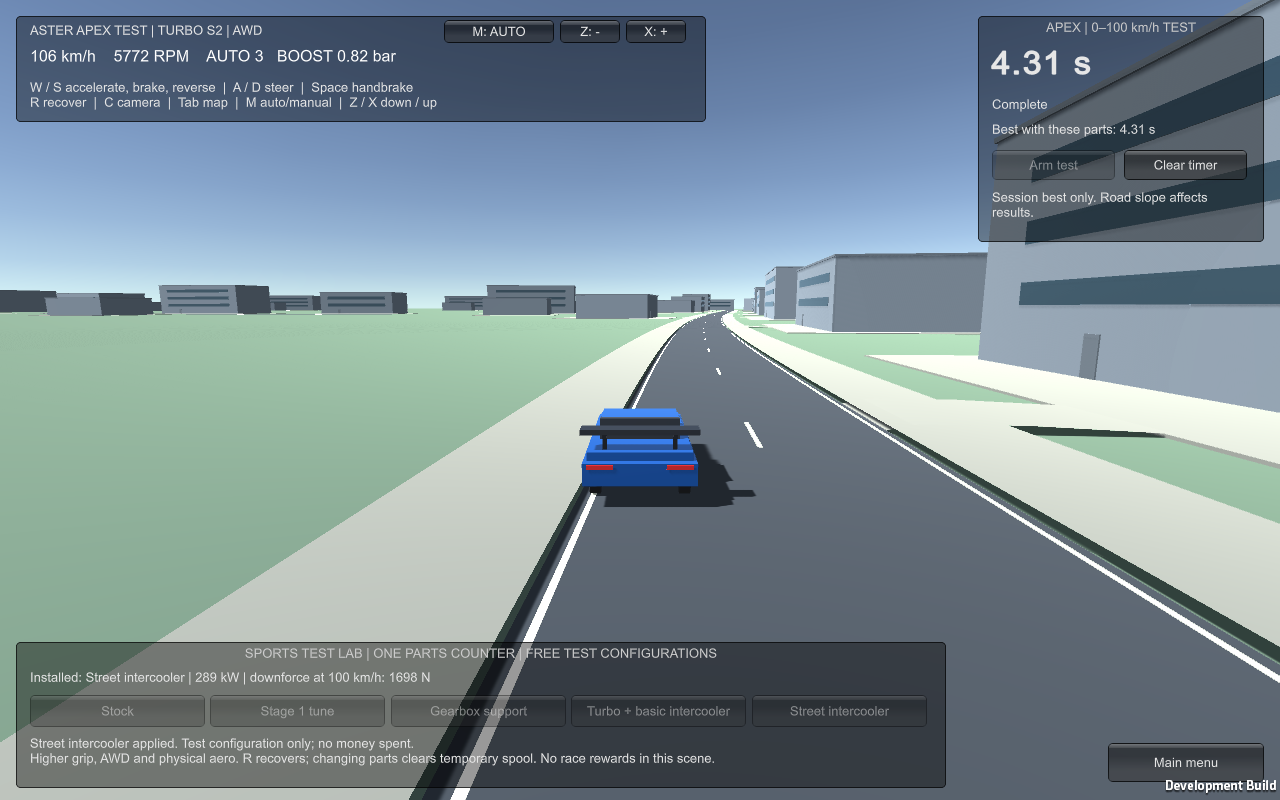 ASTER APEX TEST | TURBO S2 | AWD
M: AUTO
Z: -
X: +
106 km/h 5772 RPM AUTO 3 BOOST 0.82 bar
W / S accelerate, brake, reverse | A / D steer | Space handbrake
R recover | C camera | Tab map | M auto/manual | Z / X down / up
APEX | 0–100 km/h TEST
4.31 s
Complete
Best with these parts: 4.31 s
Arm test
Clear timer
Session best only. Road slope affects
results.
SPORTS TEST LAB | ONE PARTS COUNTER | FREE TEST CONFIGURATIONS
Installed: Street intercooler | 289 kW | downforce at 100 km/h: 1698 N
Stock
Stage 1 tune
Gearbox support
Turbo + basic intercooler
Street intercooler
Street intercooler applied. Test configuration only; no money spent.
Higher grip, AWD and physical aero. R recovers; changing parts clears temporary spool. No race rewards in this scene.
Main menu
Development Build